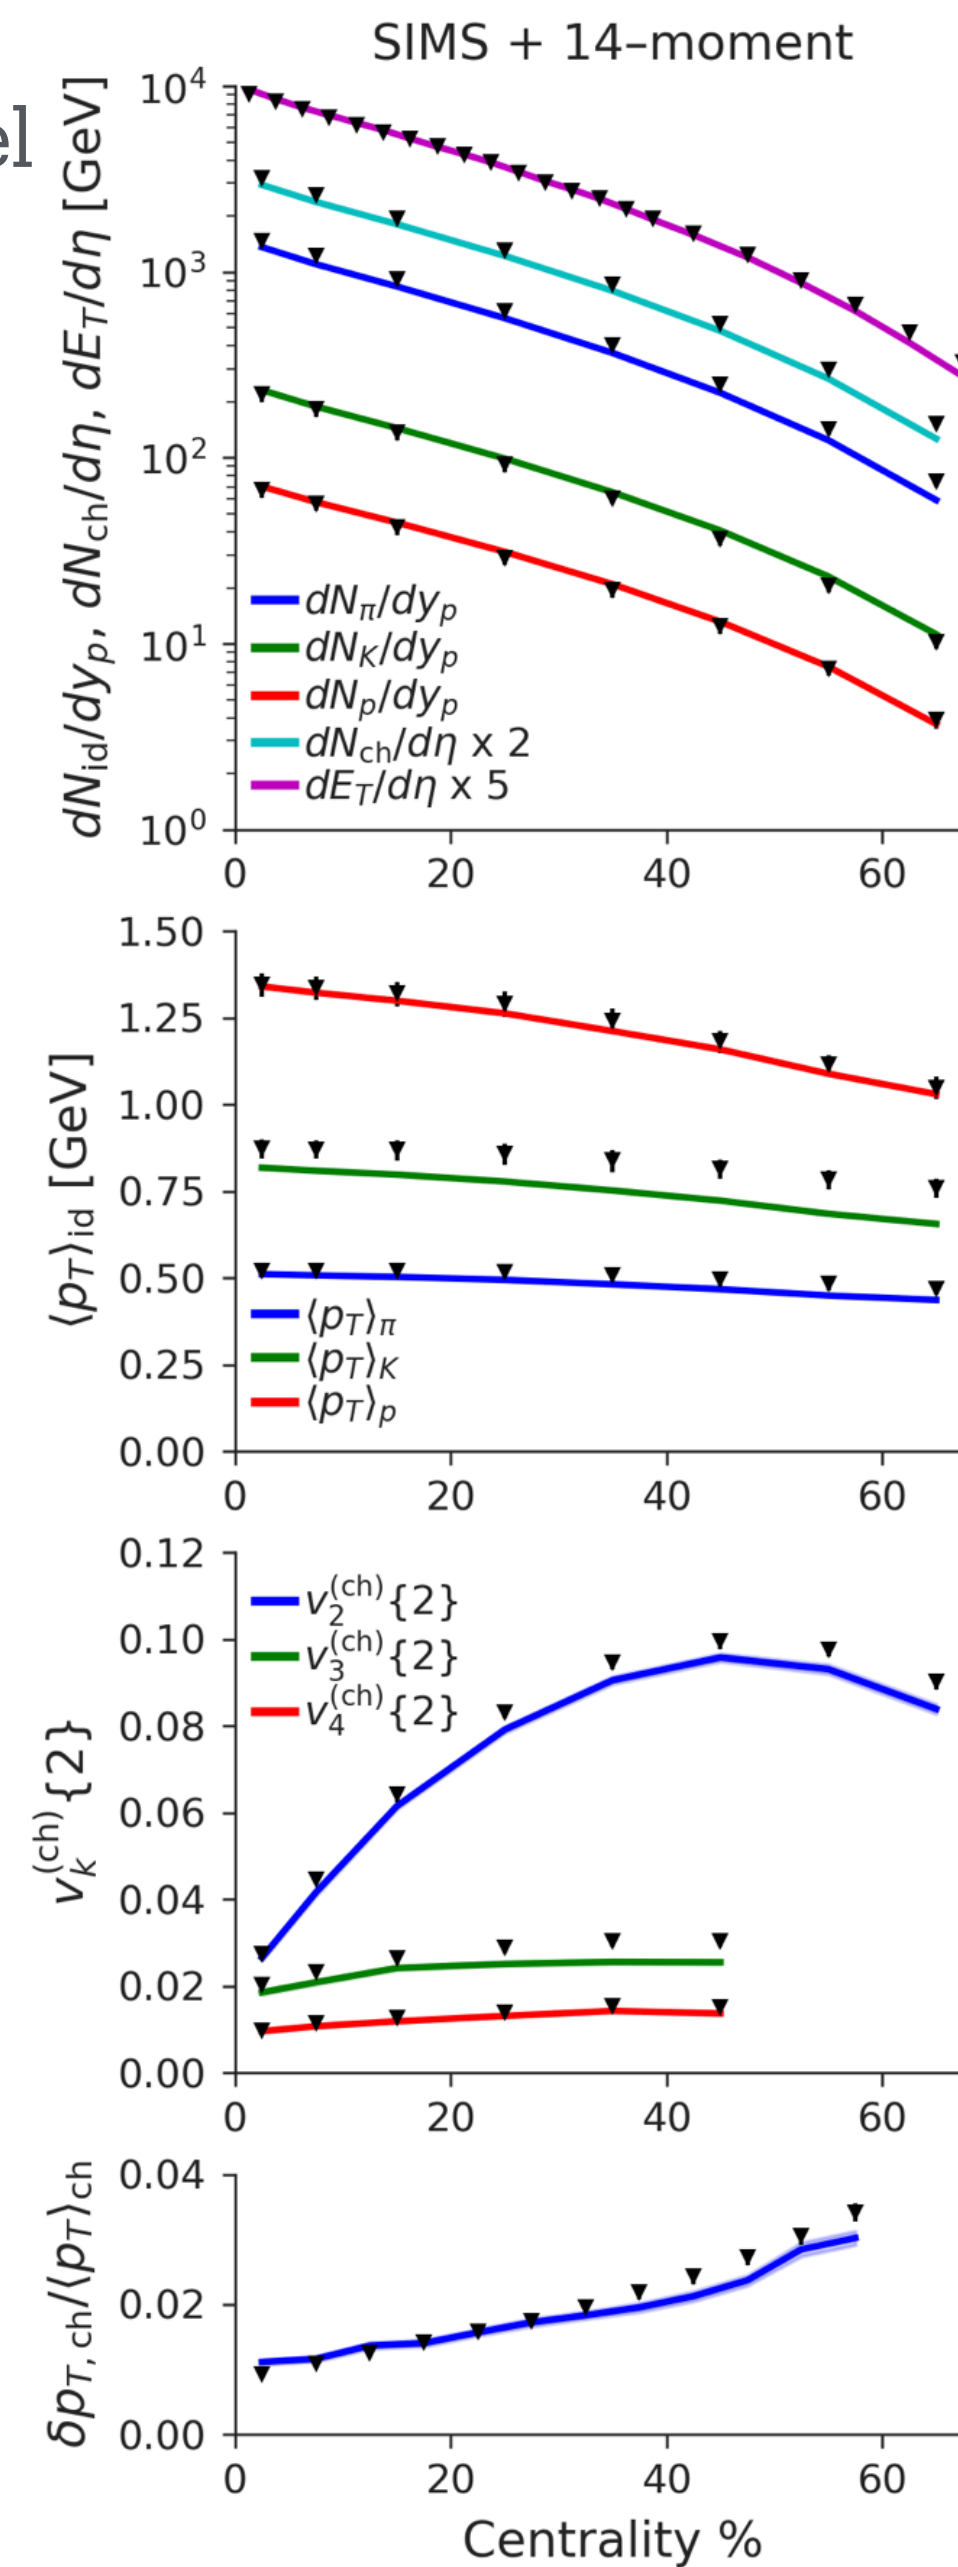 SIMS + 14–moment
el
dN_id/dy_p, dN_ch/dη, dE_T/dη [GeV]
10⁴
10³
10²
10¹
10⁰
dN_π/dy_p
dN_K/dy_p
dN_p/dy_p
dN_ch/dη x 2
dE_T/dη x 5
0 20 40 60
⟨p_T⟩_id [GeV]
1.50
1.25
1.00
0.75
0.50
0.25
0.00
⟨p_T⟩_π
⟨p_T⟩_K
⟨p_T⟩_p
0 20 40 60
v_k^(ch){2}
0.12
0.10
0.08
0.06
0.04
0.02
0.00
v_2^(ch){2}
v_3^(ch){2}
v_4^(ch){2}
0 20 40 60
δp_T,ch/⟨p_T⟩_ch
0.04
0.02
0.00
0 20 40 60
Centrality %